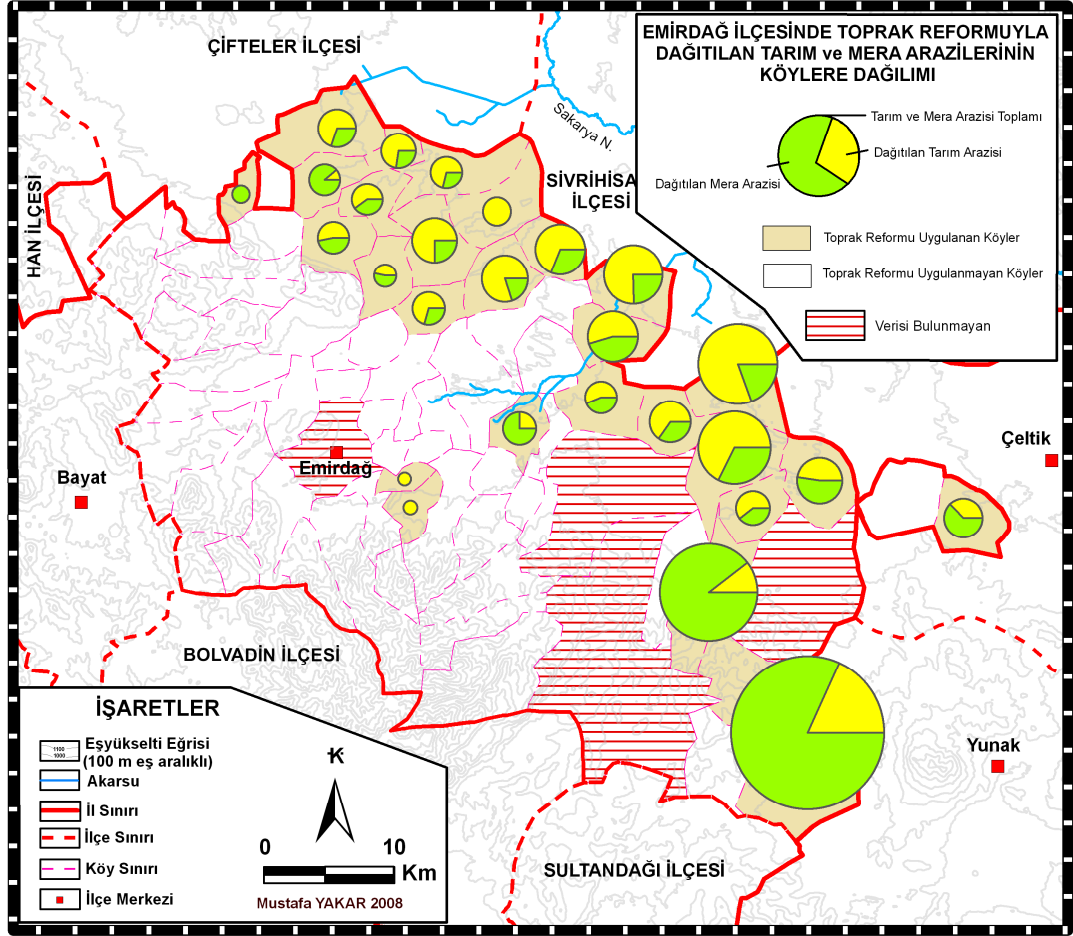 EMİRDAĞ İLÇESİNDE TOPRAK REFORMUYLA
DAĞITILAN TARIM ve MERA ARAZİLERİNİN
KÖYLERE DAĞILIMI
Tarım ve Mera Arazisi Toplamı
Dağıtılan Tarım Arazisi
Dağıtılan Mera Arazisi
Toprak Reformu Uygulanan Köyler
Toprak Reformu Uygulanmayan Köyler
Verisi Bulunmayan
ÇİFTELER İLÇESİ
Sakarya N.
SİVRİHİSA
İLÇESİ
HAN İLÇESİ
Çeltik
Emirdağ
Bayat
BOLVADİN İLÇESİ
Yunak
SULTANDAĞI İLÇESİ
İŞARETLER
1100
1000
Eşyükselti Eğrisi
(100 m eş aralıklı)
Akarsu
İl Sınırı
İlçe Sınırı
Köy Sınırı
İlçe Merkezi
K
0 10
Km
Mustafa YAKAR 2008